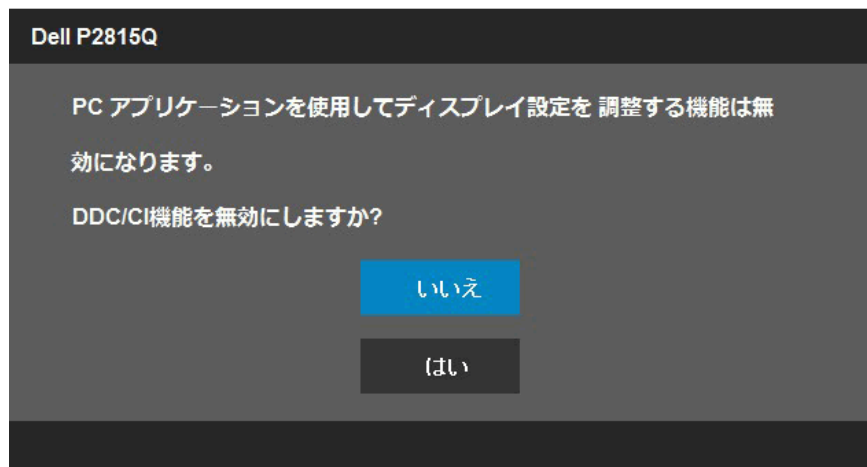 Dell P2815Q
PC アプリケーションを使用してディスプレイ設定を 調整する機能は無
効になります。
DDC/CI機能を無効にしますか?
いいえ
はい